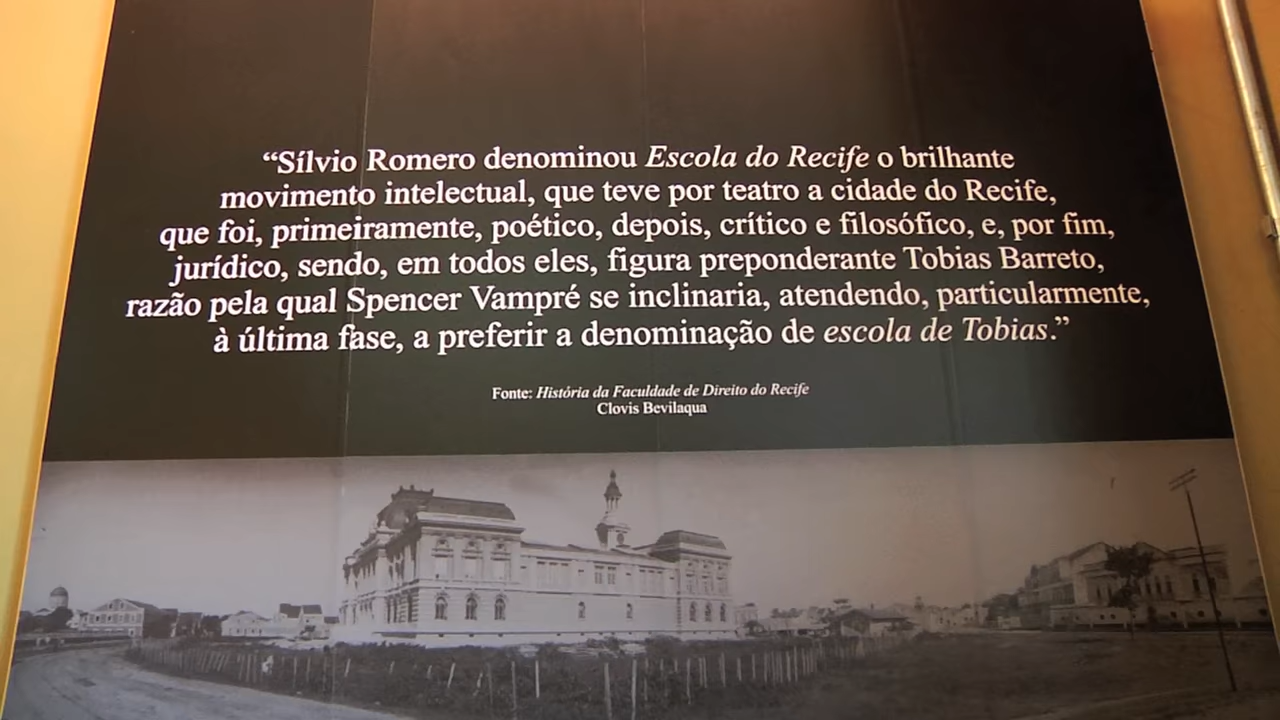 “Sílvio Romero denominou Escola do Recife o brilhante
movimento intelectual, que teve por teatro a cidade do Recife,
que foi, primeiramente, poético, depois, crítico e filosófico, e, por fim,
jurídico, sendo, em todos eles, figura preponderante Tobias Barreto,
razão pela qual Spencer Vampré se inclinaria, atendendo, particularmente,
à última fase, a preferir a denominação de escola de Tobias.”
Fonte: História da Faculdade de Direito do Recife
Clovis Bevilaqua